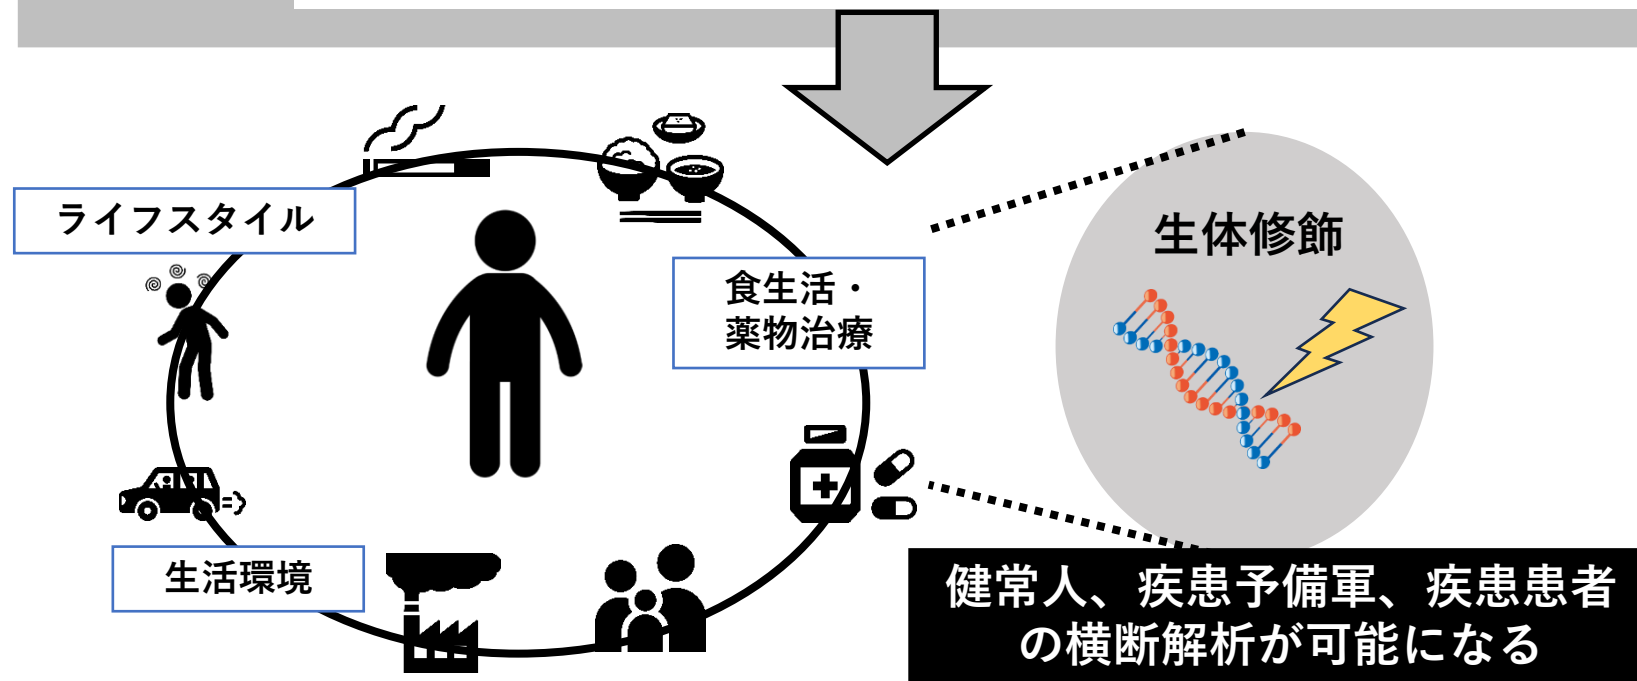 ライフスタイル
食生活・
薬物治療
生活環境
生体修飾
健常人、疾患予備軍、疾患患者
の横断解析が可能になる